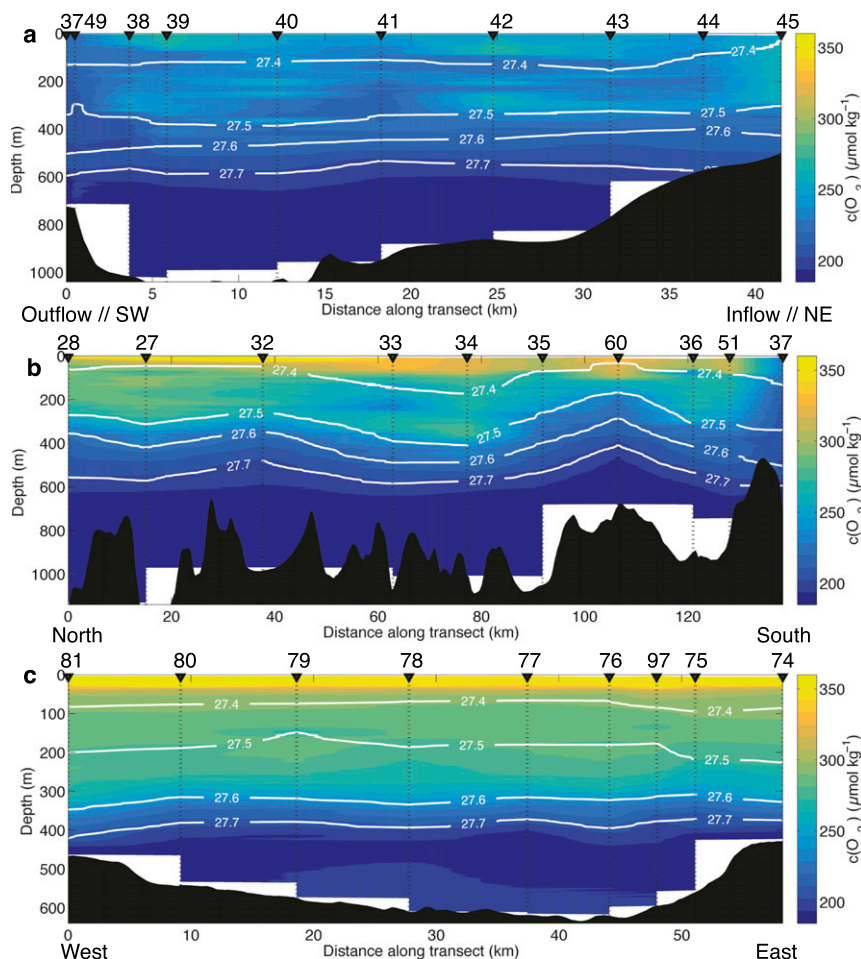 a
3749 38 39 40 41 42 43 44 45
0
200
400
600
800
1000
Depth (m)
27.4 27.4 27.4
27.5 27.5 27.5
27.6 27.6 27.6
27.7 27.7
0 5 10 15 20 25 30 35 40
Distance along transect (km)
Outflow // SW Inflow // NE
350
300
250
200
c(O2) (μmol kg⁻¹)
b
28 27 32 33 34 35 60 36 51 37
0
200
400
600
800
1000
Depth (m)
27.4 27.4 27.4
27.5 27.5 27.5
27.6 27.6 27.6
27.7 27.7 27.7
0 20 40 60 80 100 120
Distance along transect (km)
North South
350
300
250
200
c(O2) (μmol kg⁻¹)
c
81 80 79 78 77 76 97 75 74
0
100
200
300
400
500
600
Depth (m)
27.4 27.4 27.4
27.5 27.5 27.5
27.6 27.6 27.6
27.7 27.7 27.7
0 10 20 30 40 50
Distance along transect (km)
West East
350
300
250
200
c(O2) (μmol kg⁻¹)